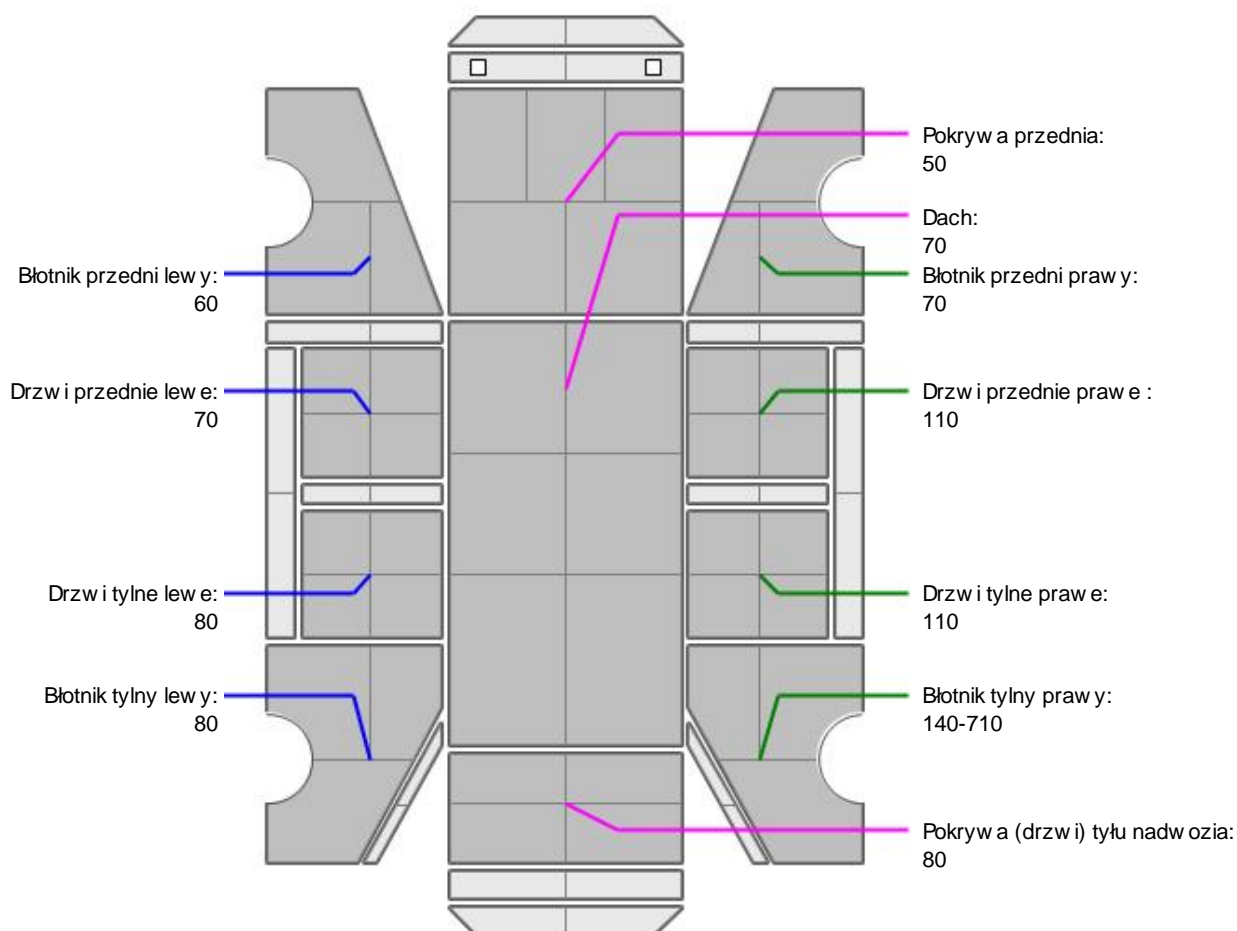 Pokrywa przednia:
50
Dach:
70
Błotnik przedni lewy:
60
Błotnik przedni prawy:
70
Drzwi przednie lewe:
70
Drzwi przednie prawe :
110
Drzwi tylne lewe:
80
Drzwi tylne prawe:
110
Błotnik tylny lewy:
80
Błotnik tylny prawy:
140-710
Pokrywa (drzwi) tyłu nadwozia:
80